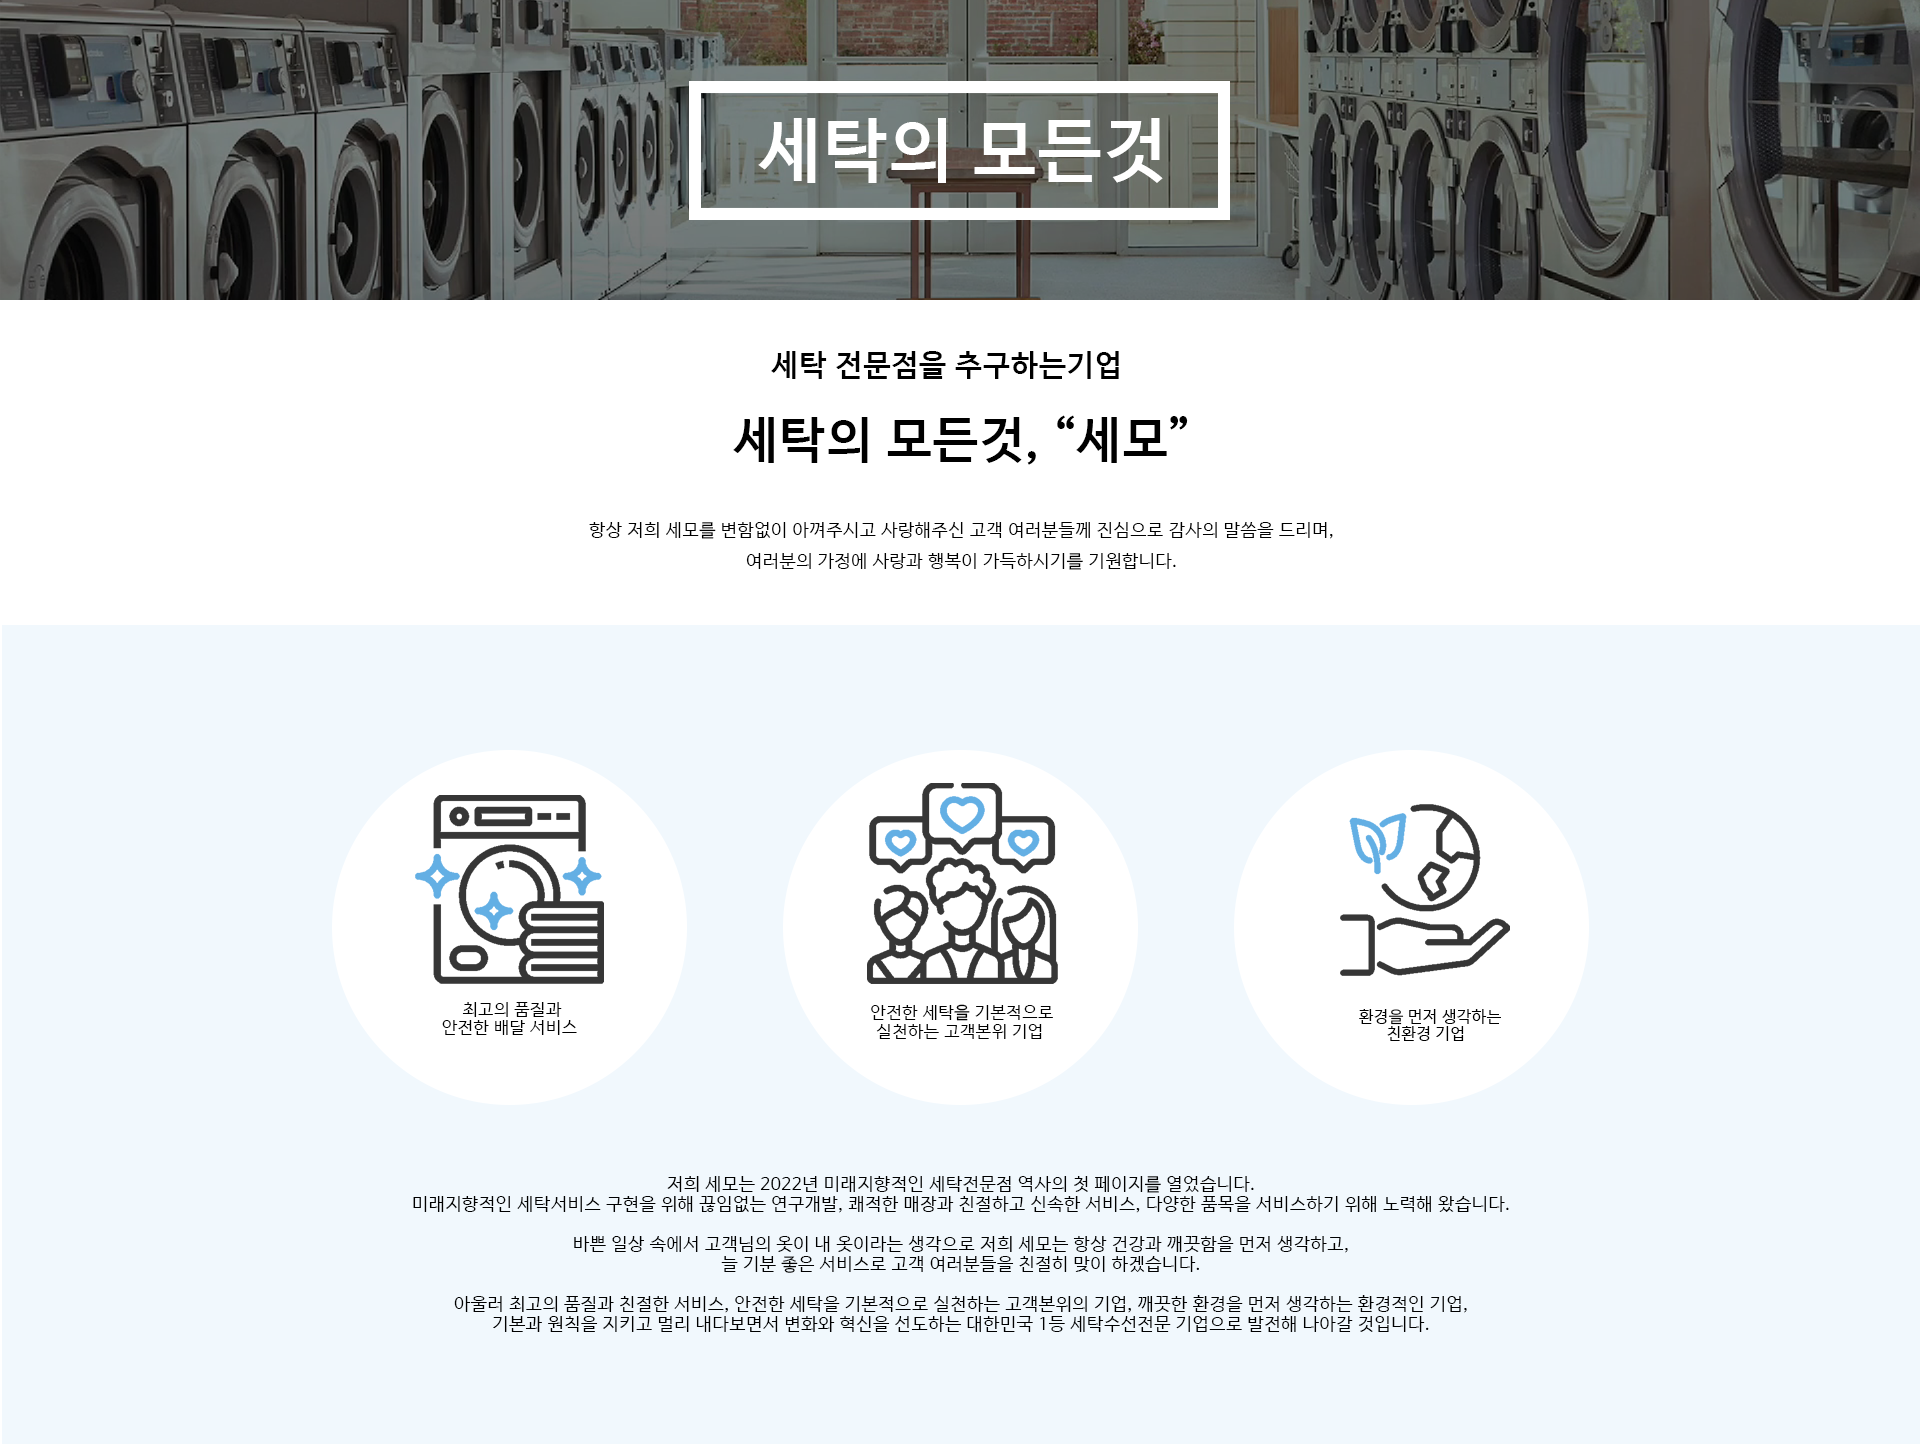 세탁의 모든것
세탁 전문점을 추구하는기업
세탁의 모든것, “세모”
항상 저희 세모를 변함없이 아껴주시고 사랑해주신 고객 여러분들께 진심으로 감사의 말씀을 드리며,
여러분의 가정에 사랑과 행복이 가득하시기를 기원합니다.
최고의 품질과
안전한 배달 서비스
안전한 세탁을 기본적으로
실천하는 고객본위 기업
환경을 먼저 생각하는
친환경 기업
저희 세모는 2022년 미래지향적인 세탁전문점 역사의 첫 페이지를 열었습니다.
미래지향적인 세탁서비스 구현을 위해 끊임없는 연구개발, 쾌적한 매장과 친절하고 신속한 서비스, 다양한 품목을 서비스하기 위해 노력해 왔습니다.
바쁜 일상 속에서 고객님의 옷이 내 옷이라는 생각으로 저희 세모는 항상 건강과 깨끗함을 먼저 생각하고,
늘 기분 좋은 서비스로 고객 여러분들을 친절히 맞이 하겠습니다.
아울러 최고의 품질과 친절한 서비스, 안전한 세탁을 기본적으로 실천하는 고객본위의 기업, 깨끗한 환경을 먼저 생각하는 환경적인 기업,
기본과 원칙을 지키고 멀리 내다보면서 변화와 혁신을 선도하는 대한민국 1등 세탁수선전문 기업으로 발전해 나아갈 것입니다.